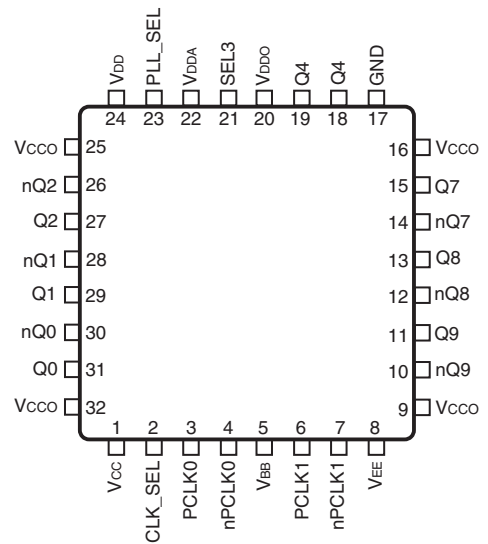 VDD PLL_SEL VDDA SEL3 VDDO Q4 Q4 GND
24 23 22 21 20 19 18 17
VCCO 25 16 VCCO
nQ2 26 15 Q7
Q2 27 14 nQ7
nQ1 28 13 Q8
Q1 29 12 nQ8
nQ0 30 11 Q9
Q0 31 10 nQ9
VCCO 32 9 VCCO
1 2 3 4 5 6 7 8
VCC CLK_SEL PCLK0 nPCLK0 VBB PCLK1 nPCLK1 VEE